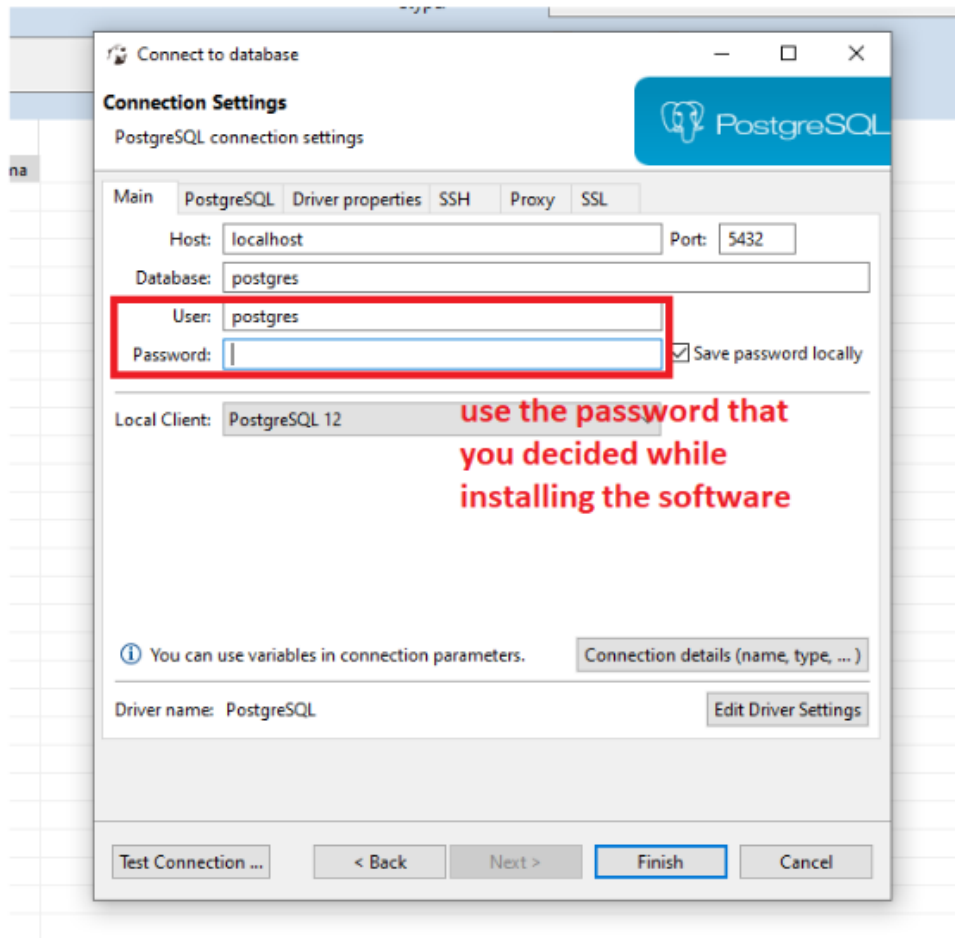 Connect to database
Connection Settings
PostgreSQL connection settings
PostgreSQL
na
Main PostgreSQL Driver properties SSH Proxy SSL
Host: localhost Port: 5432
Database: postgres
User: postgres
Password: Save password locally
Local Client: PostgreSQL 12
use the password that
you decided while
installing the software
You can use variables in connection parameters. Connection details (name, type, ... )
Driver name: PostgreSQL Edit Driver Settings
Test Connection ... < Back Next > Finish Cancel